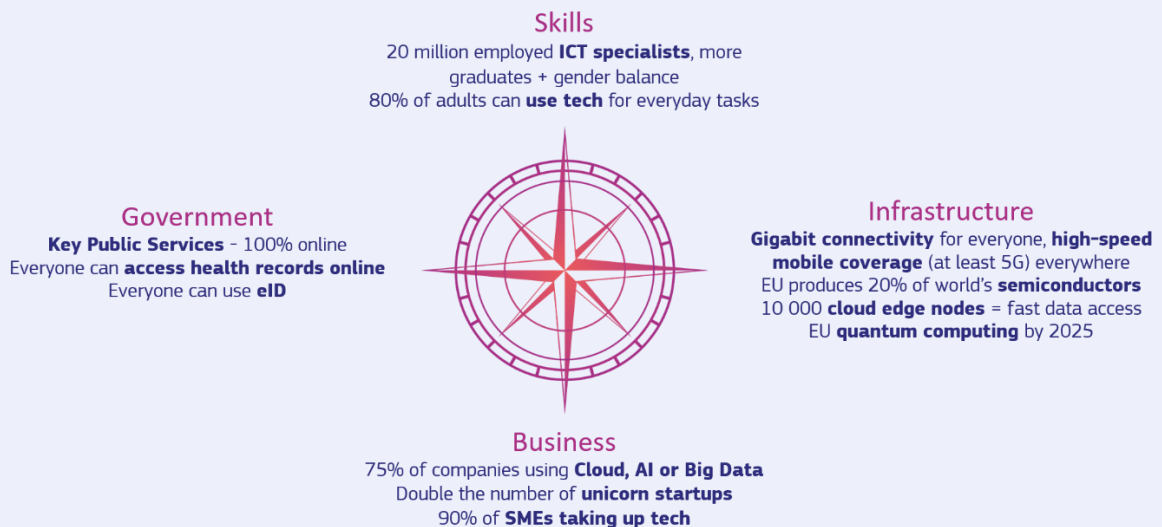 Skills
20 million employed ICT specialists, more
graduates + gender balance
80% of adults can use tech for everyday tasks
Government
Key Public Services - 100% online
Everyone can access health records online
Everyone can use eID
Infrastructure
Gigabit connectivity for everyone, high-speed
mobile coverage (at least 5G) everywhere
EU produces 20% of world's semiconductors
10 000 cloud edge nodes = fast data access
EU quantum computing by 2025
Business
75% of companies using Cloud, AI or Big Data
Double the number of unicorn startups
90% of SMEs taking up tech